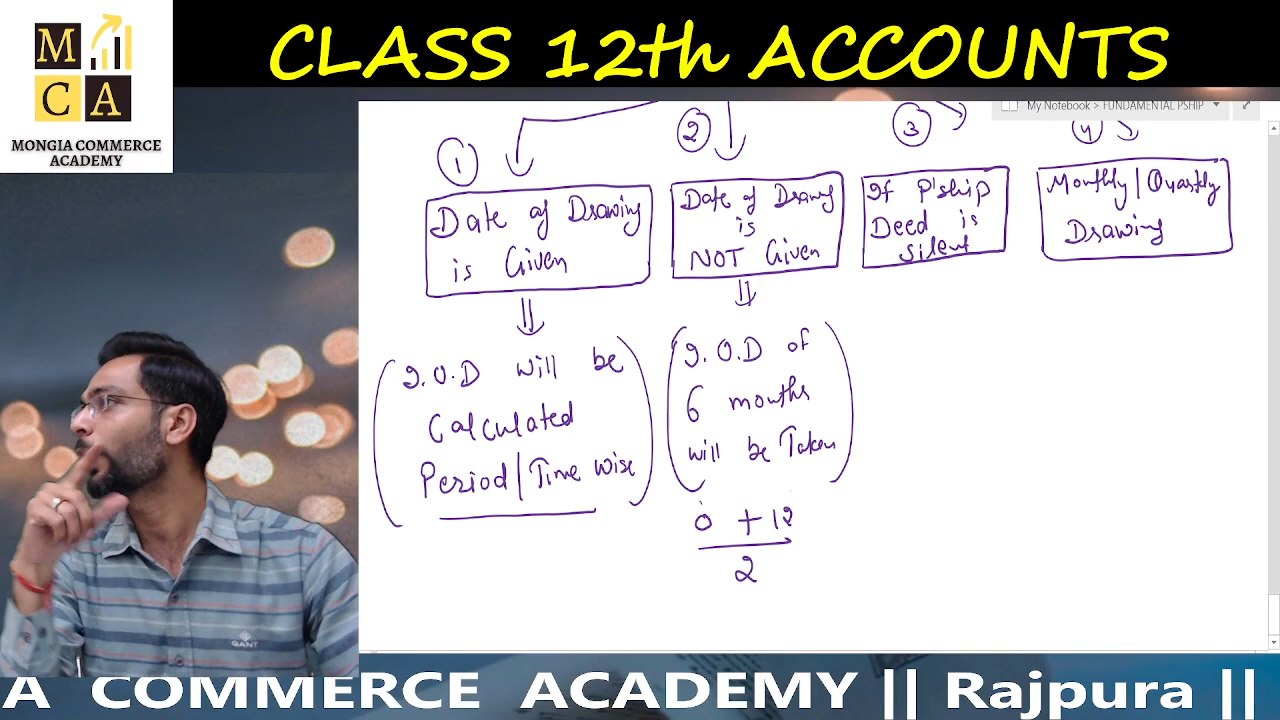 M
C A
MONGIA COMMERCE
ACADEMY
CLASS 12th ACCOUNTS
My Notebook > FUNDAMENTAL PSHIP
1
Date of Drawing
is Given
I.O.D will be
Calculated
Period/Time wise
2
Date of Drawing
is
NOT Given
I.O.D of
6 months
will be Taken
0 + 12
2
3
If P'ship
Deed is
Silent
4
Monthly/Quartly
Drawing
GANT
A COMMERCE ACADEMY || Rajpura ||